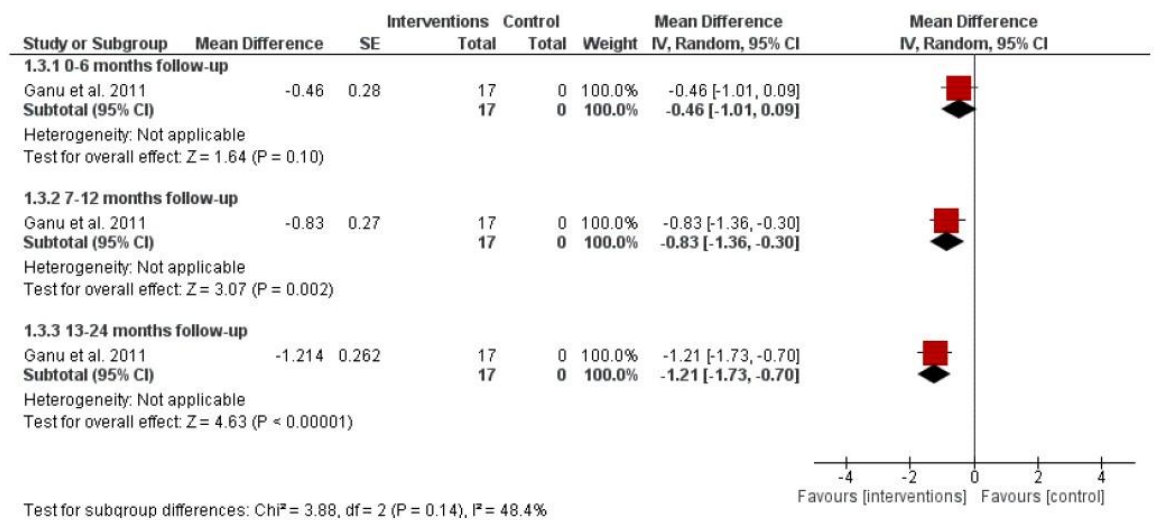 Interventions Control Mean Difference Mean Difference
Study or Subgroup Mean Difference SE Total Total Weight IV, Random, 95% CI IV, Random, 95% CI
1.3.1 0-6 months follow-up
Ganu et al. 2011 -0.46 0.28 17 0 100.0% -0.46 [-1.01, 0.09]
Subtotal (95% CI) 17 0 100.0% -0.46 [-1.01, 0.09]
Heterogeneity: Not applicable
Test for overall effect: Z = 1.64 (P = 0.10)
1.3.2 7-12 months follow-up
Ganu et al. 2011 -0.83 0.27 17 0 100.0% -0.83 [-1.36, -0.30]
Subtotal (95% CI) 17 0 100.0% -0.83 [-1.36, -0.30]
Heterogeneity: Not applicable
Test for overall effect: Z = 3.07 (P = 0.002)
1.3.3 13-24 months follow-up
Ganu et al. 2011 -1.214 0.262 17 0 100.0% -1.21 [-1.73, -0.70]
Subtotal (95% CI) 17 0 100.0% -1.21 [-1.73, -0.70]
Heterogeneity: Not applicable
Test for overall effect: Z = 4.63 (P < 0.00001)
-4 -2 0 2 4
Favours [interventions] Favours [control]
Test for subgroup differences: Chi² = 3.88, df = 2 (P = 0.14), I² = 48.4%